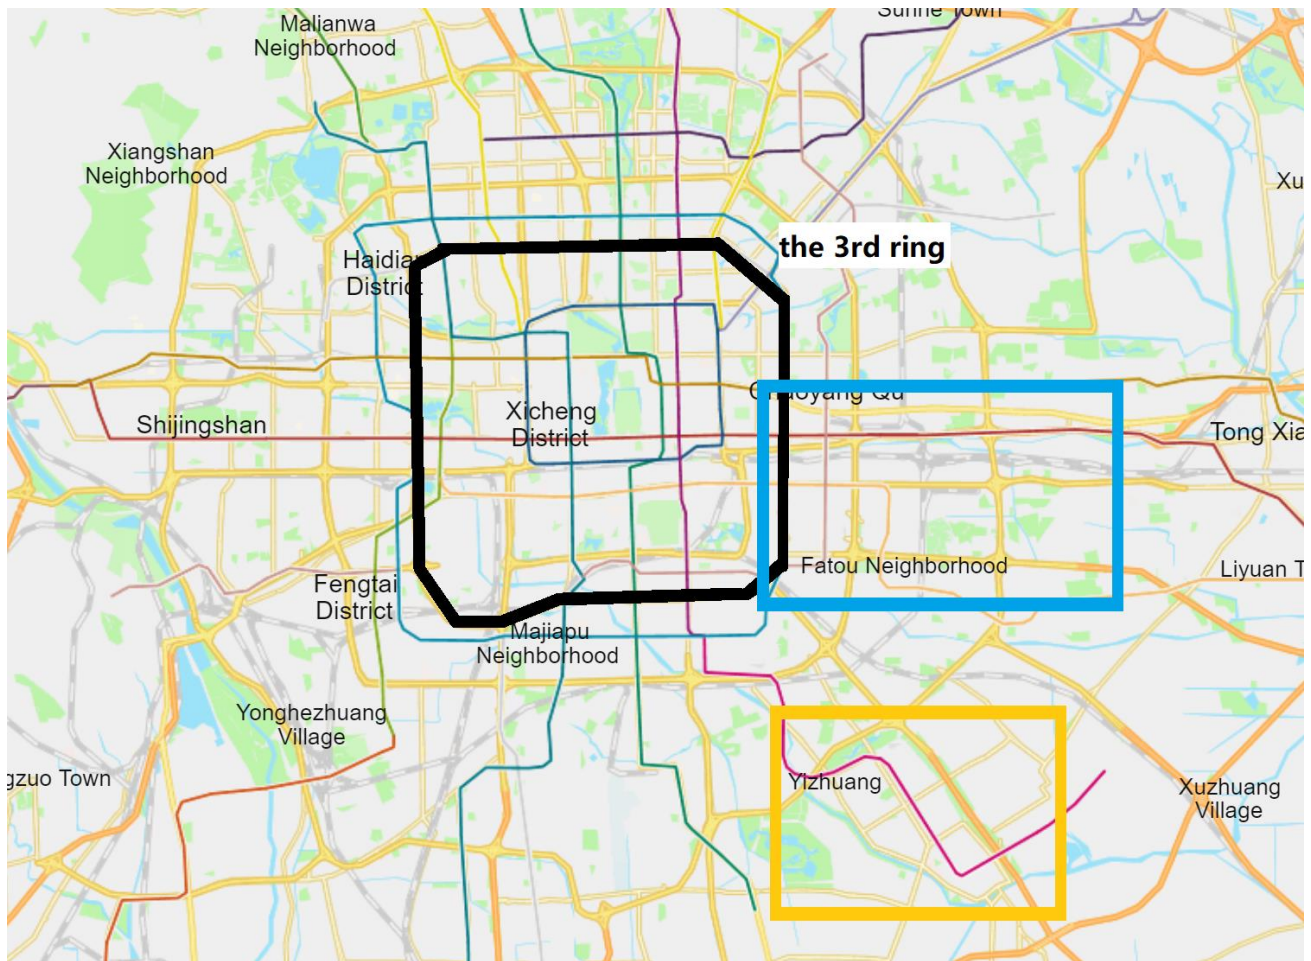 Sunhe Town
Malianwa
Neighborhood
Xiangshan
Neighborhood
Xu
the 3rd ring
Haidian
District
Chaoyang Qu
Xicheng
District
Shijingshan
Tong Xia
Fatou Neighborhood
Liyuan T
Fengtai
District
Majiapu
Neighborhood
Yonghezhuang
Village
gzuo Town
Yizhuang
Xuzhuang
Village